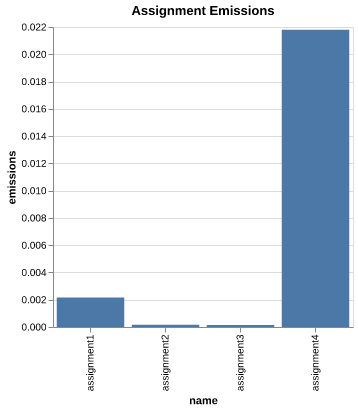 Assignment Emissions
0.022
0.020
0.018
0.016
0.014
0.012
0.010
0.008
0.006
0.004
0.002
0.000
emissions
assignment1
assignment2
assignment3
assignment4
name